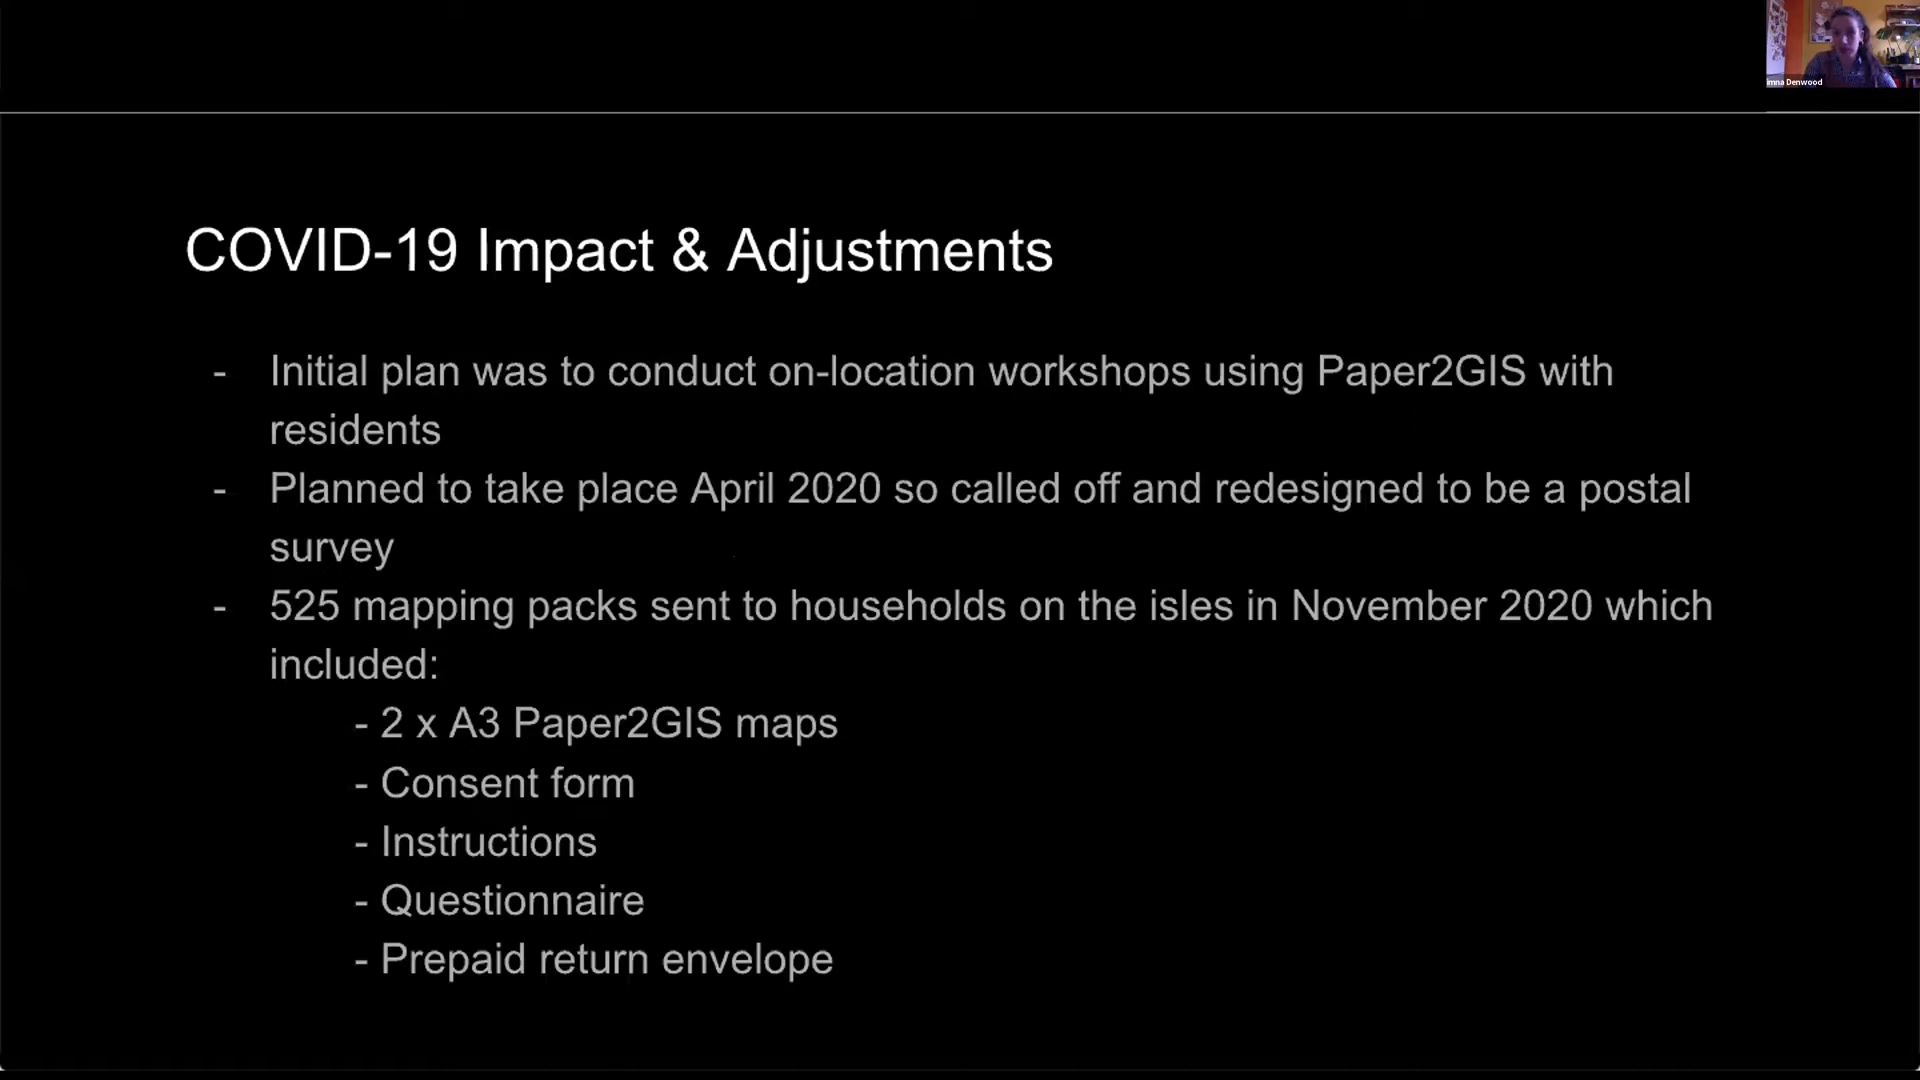 imna Denwood
COVID-19 Impact & Adjustments
- Initial plan was to conduct on-location workshops using Paper2GIS with
residents
- Planned to take place April 2020 so called off and redesigned to be a postal
survey
- 525 mapping packs sent to households on the isles in November 2020 which
included:
- 2 x A3 Paper2GIS maps
- Consent form
- Instructions
- Questionnaire
- Prepaid return envelope